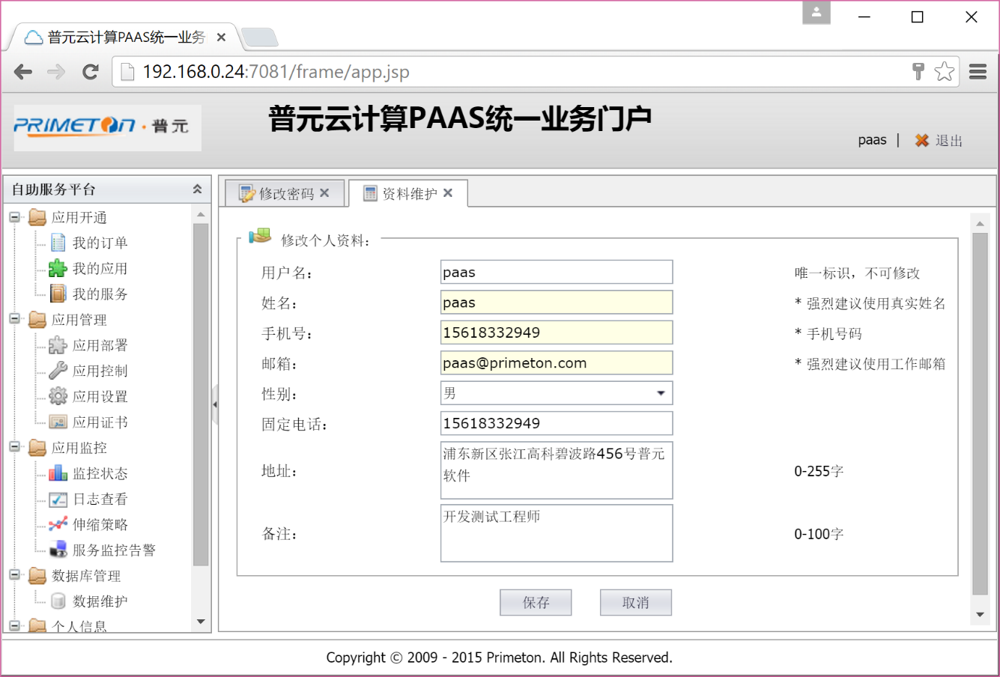 普元云计算PAAS统一业务
192.168.0.24:7081/frame/app.jsp
PRIMETON·普元
普元云计算PAAS统一业务门户
paas | 退出
自助服务平台
应用开通
我的订单
我的应用
我的服务
应用管理
应用部署
应用控制
应用设置
应用证书
应用监控
监控状态
日志查看
伸缩策略
服务监控告警
数据库管理
数据维护
个人信息
修改密码
资料维护
修改个人资料：
用户名： paas 唯一标识，不可修改
姓名： paas * 强烈建议使用真实姓名
手机号： 15618332949 * 手机号码
邮箱： paas@primeton.com * 强烈建议使用工作邮箱
性别： 男
固定电话： 15618332949
地址： 浦东新区张江高科碧波路456号普元
软件 0-255字
备注： 开发测试工程师 0-100字
保存 取消
Copyright © 2009 - 2015 Primeton. All Rights Reserved.